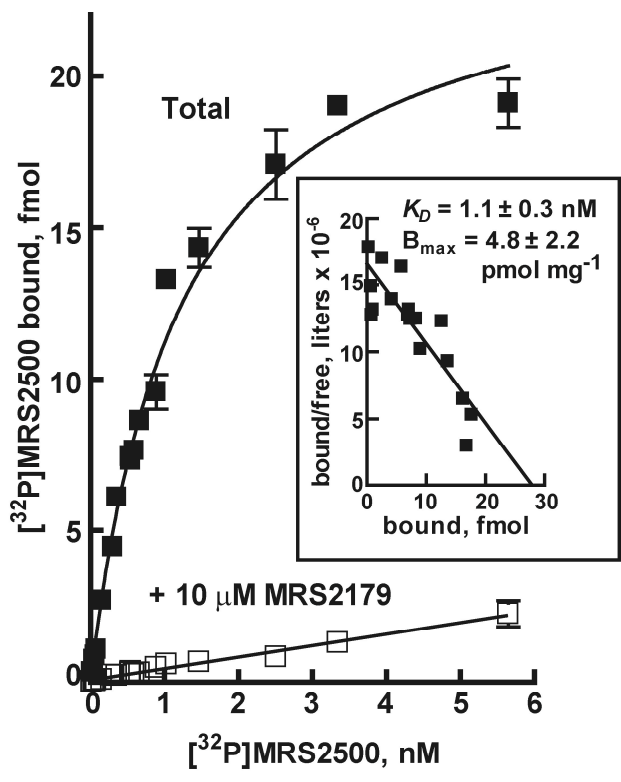 [³²P]MRS2500 bound, fmol
20
15
10
5
0
Total
+ 10 μM MRS2179
0 1 2 3 4 5 6
[³²P]MRS2500, nM
K_D = 1.1 ± 0.3 nM
B_max = 4.8 ± 2.2
pmol mg⁻¹
bound/free, liters x 10⁻⁶
20
15
10
5
0
0 10 20 30
bound, fmol